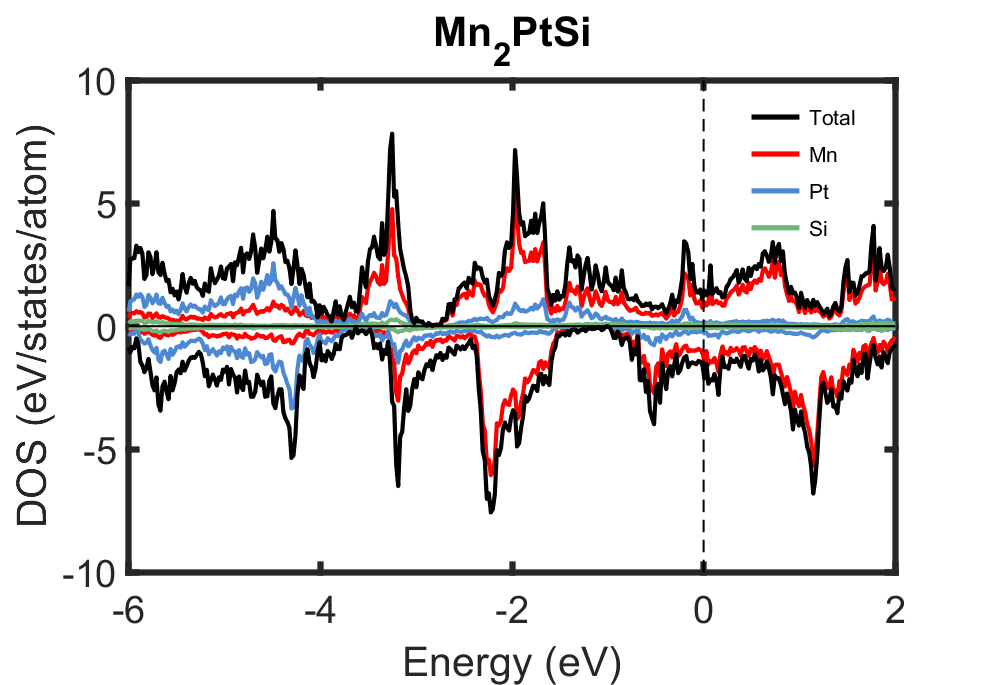 Mn2PtSi
10
5
0
-5
-10
DOS (eV/states/atom)
Total
Mn
Pt
Si
-6
-4
-2
0
2
Energy (eV)